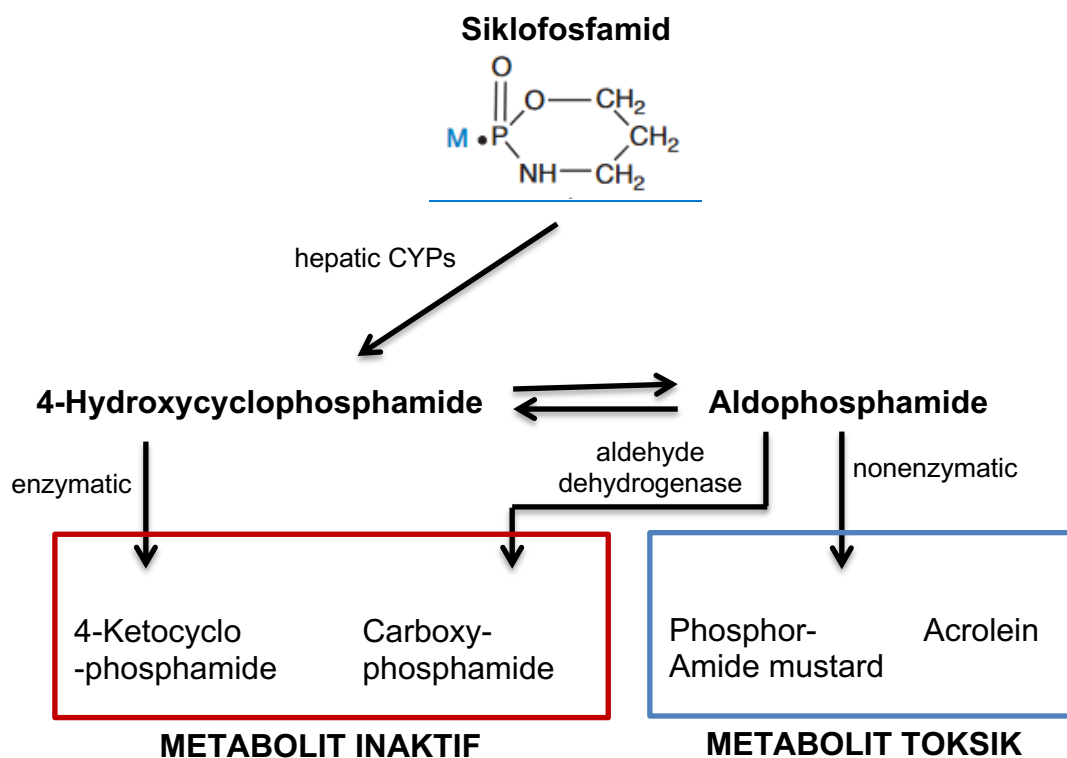 Siklofosfamid
O
O CH2
M •P CH2
NH CH2
hepatic CYPs
4-Hydroxycyclophosphamide Aldophosphamide
enzymatic
aldehyde
dehydrogenase
nonenzymatic
4-Ketocyclo
-phosphamide
Carboxy-
phosphamide
Phosphor-
Amide mustard
Acrolein
METABOLIT INAKTIF
METABOLIT TOKSIK